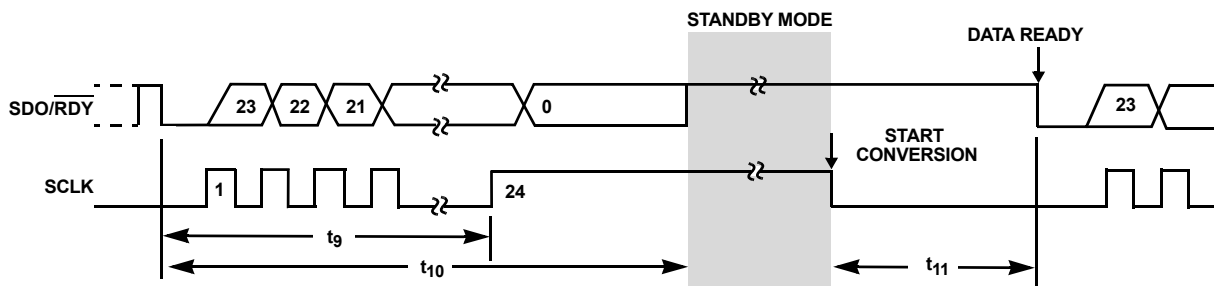 STANDBY MODE
DATA READY
SDO/RDY
23
22
21
0
23
START
CONVERSION
SCLK
1
24
t9
t10
t11